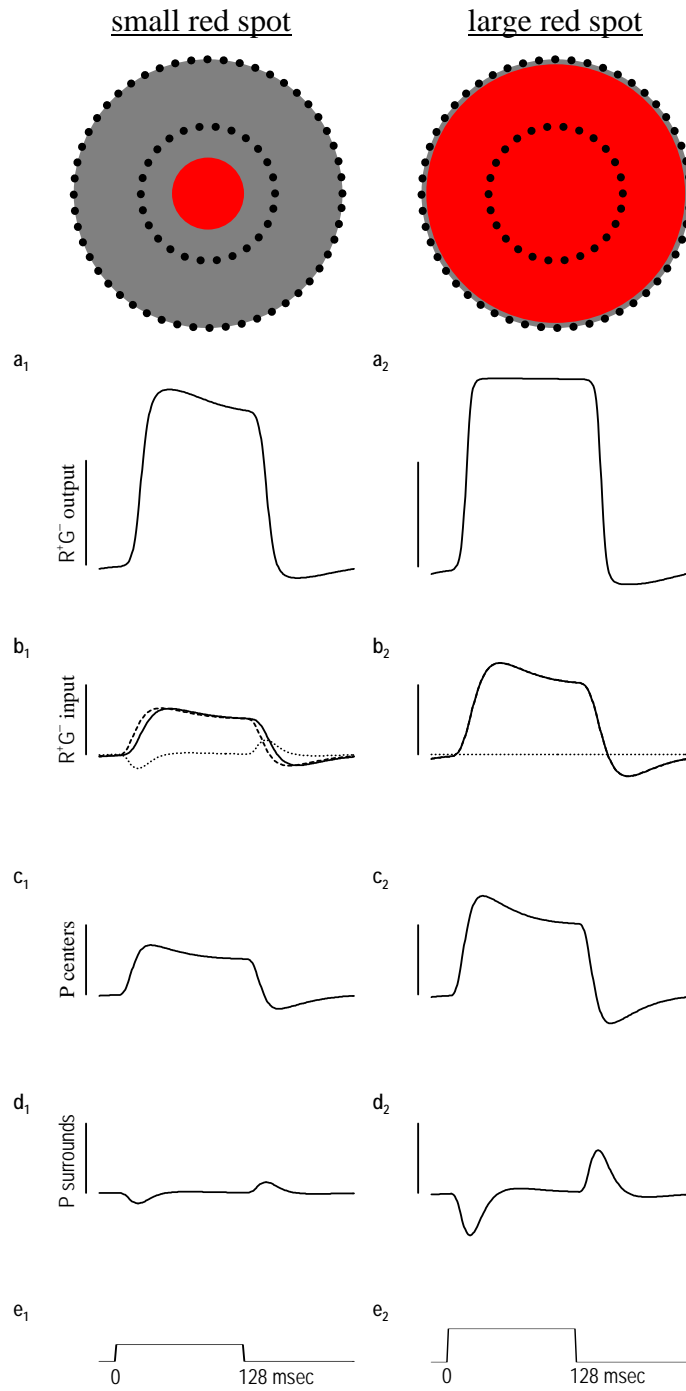 small red spot large red spot
a₁ a₂
R⁺G⁻ output
b₁ b₂
R⁺G⁻ input
c₁ c₂
P centers
d₁ d₂
P surrounds
e₁ e₂
0 128 msec 0 128 msec